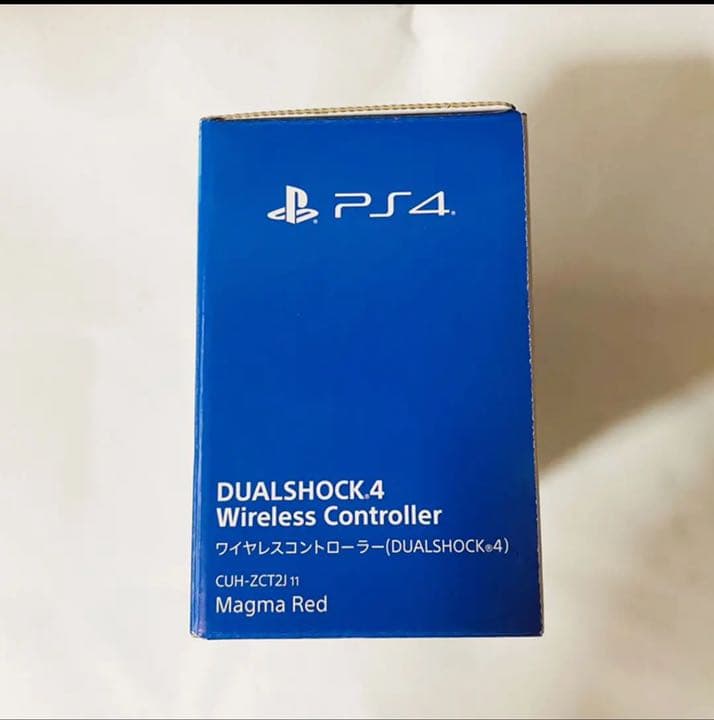 PS4
DUALSHOCK®4
Wireless Controller
ワイヤレスコントローラー(DUALSHOCK®4)
CUH-ZCT2J 11
Magma Red